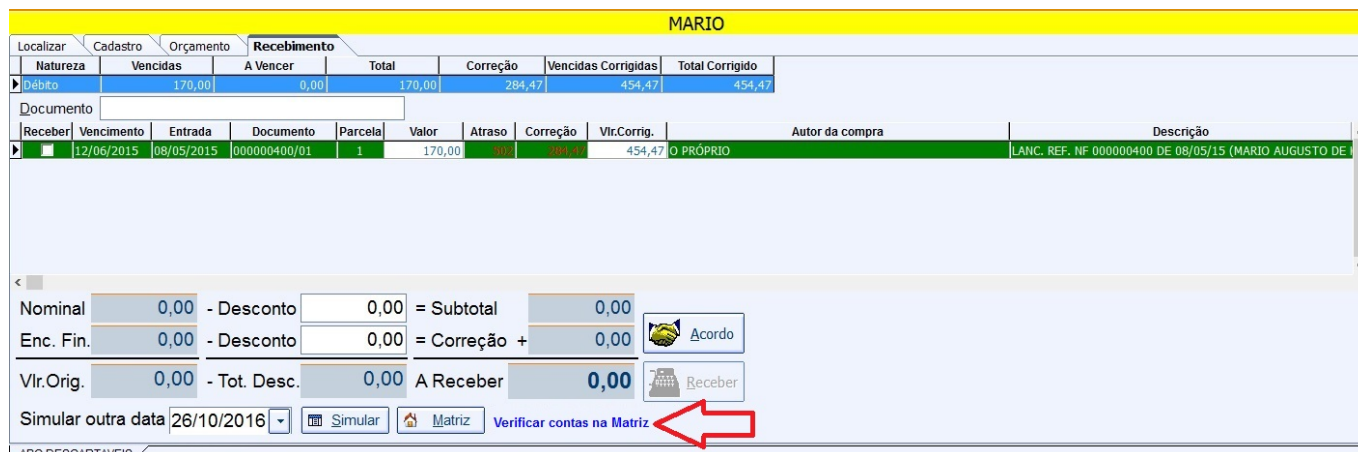 MARIO
Localizar Cadastro Orçamento Recebimento
Natureza Vencidas A Vencer Total Correção Vencidas Corrigidas Total Corrigido
Débito 170,00 0,00 170,00 284,47 454,47 454,47
Documento
Receber Vencimento Entrada Documento Parcela Valor Atraso Correção Vlr.Corrig. Autor da compra Descrição
12/06/2015 08/05/2015 000000400/01 1 170,00 502 284,47 454,47 O PRÓPRIO LANC. REF. NF 000000400 DE 08/05/15 (MARIO AUGUSTO DE
Nominal 0,00 - Desconto 0,00 = Subtotal 0,00
Acordo
Enc. Fin. 0,00 - Desconto 0,00 = Correção + 0,00
Vlr.Orig. 0,00 - Tot. Desc. 0,00 A Receber 0,00 Receber
Simular outra data 26/10/2016 Simular Matriz Verificar contas na Matriz